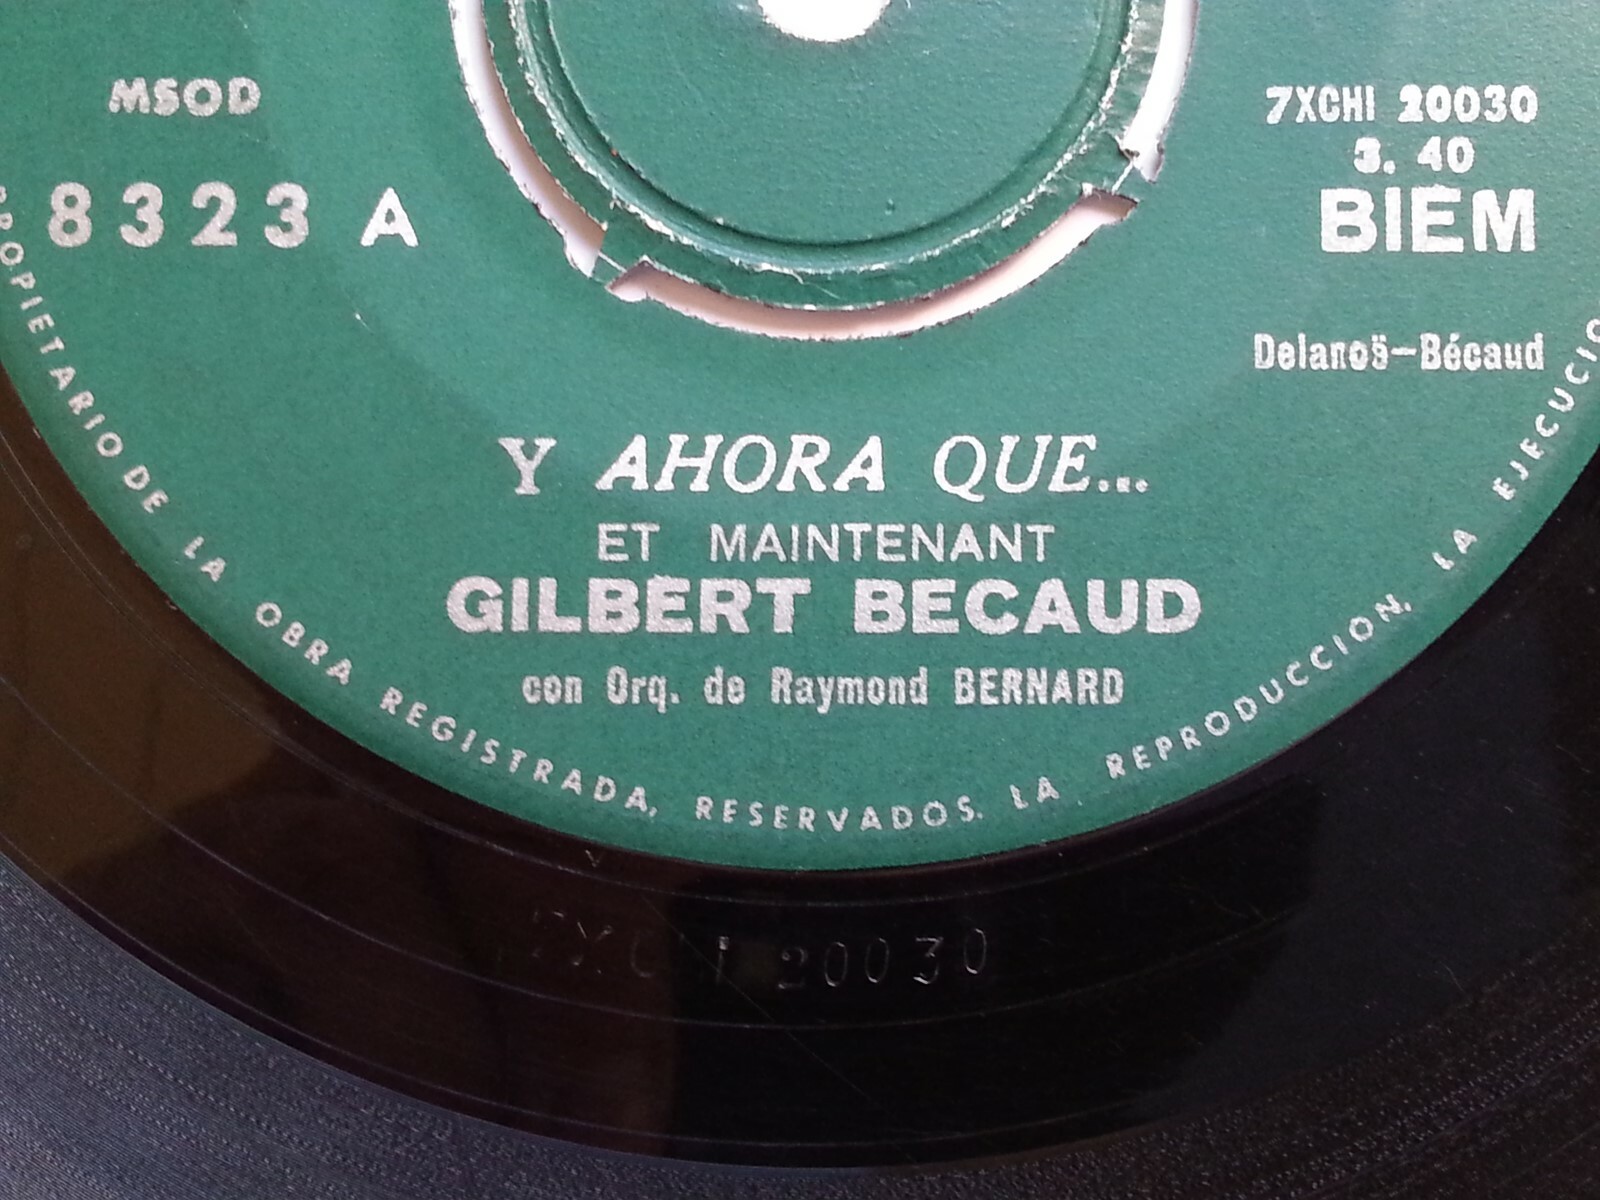 MSOD
8323 A
7XCHI 20030
3. 40
BIEM
Delanoë-Bécaud
Y AHORA QUE...
ET MAINTENANT
GILBERT BECAUD
con Orq. de Raymond BERNARD
PROPIETARIO DE LA OBRA REGISTRADA, RESERVADOS. LA REPRODUCCION, LA EJECUCIO
7XCHI 20030